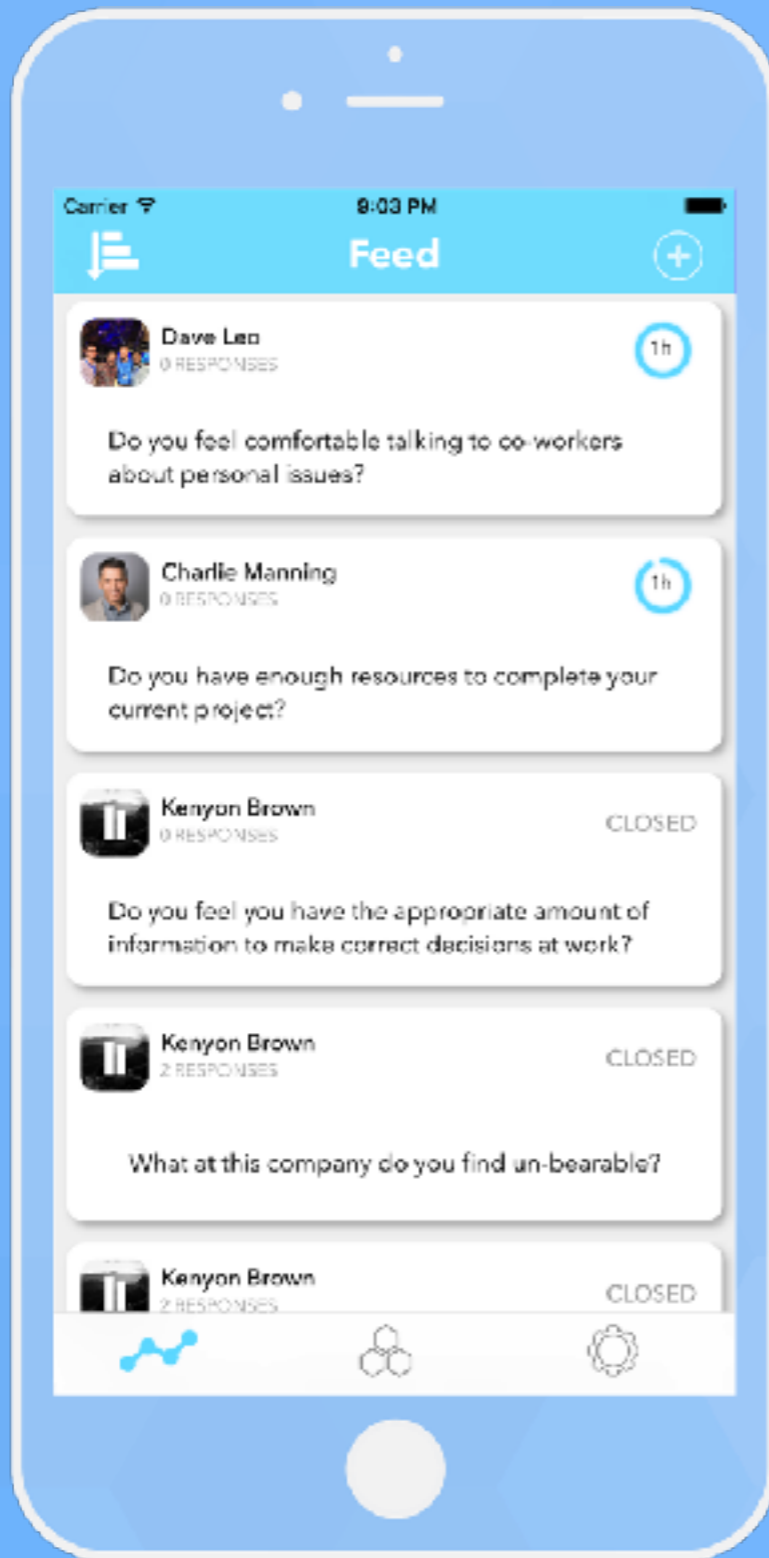 Carrier
9:03 PM
Feed
Dave Leo
0 RESPONSES
1h
Do you feel comfortable talking to co-workers
about personal issues?
Charlie Manning
0 RESPONSES
1h
Do you have enough resources to complete your
current project?
Kenyon Brown
0 RESPONSES
CLOSED
Do you feel you have the appropriate amount of
information to make correct decisions at work?
Kenyon Brown
2 RESPONSES
CLOSED
What at this company do you find un-bearable?
Kenyon Brown
2 RESPONSES
CLOSED